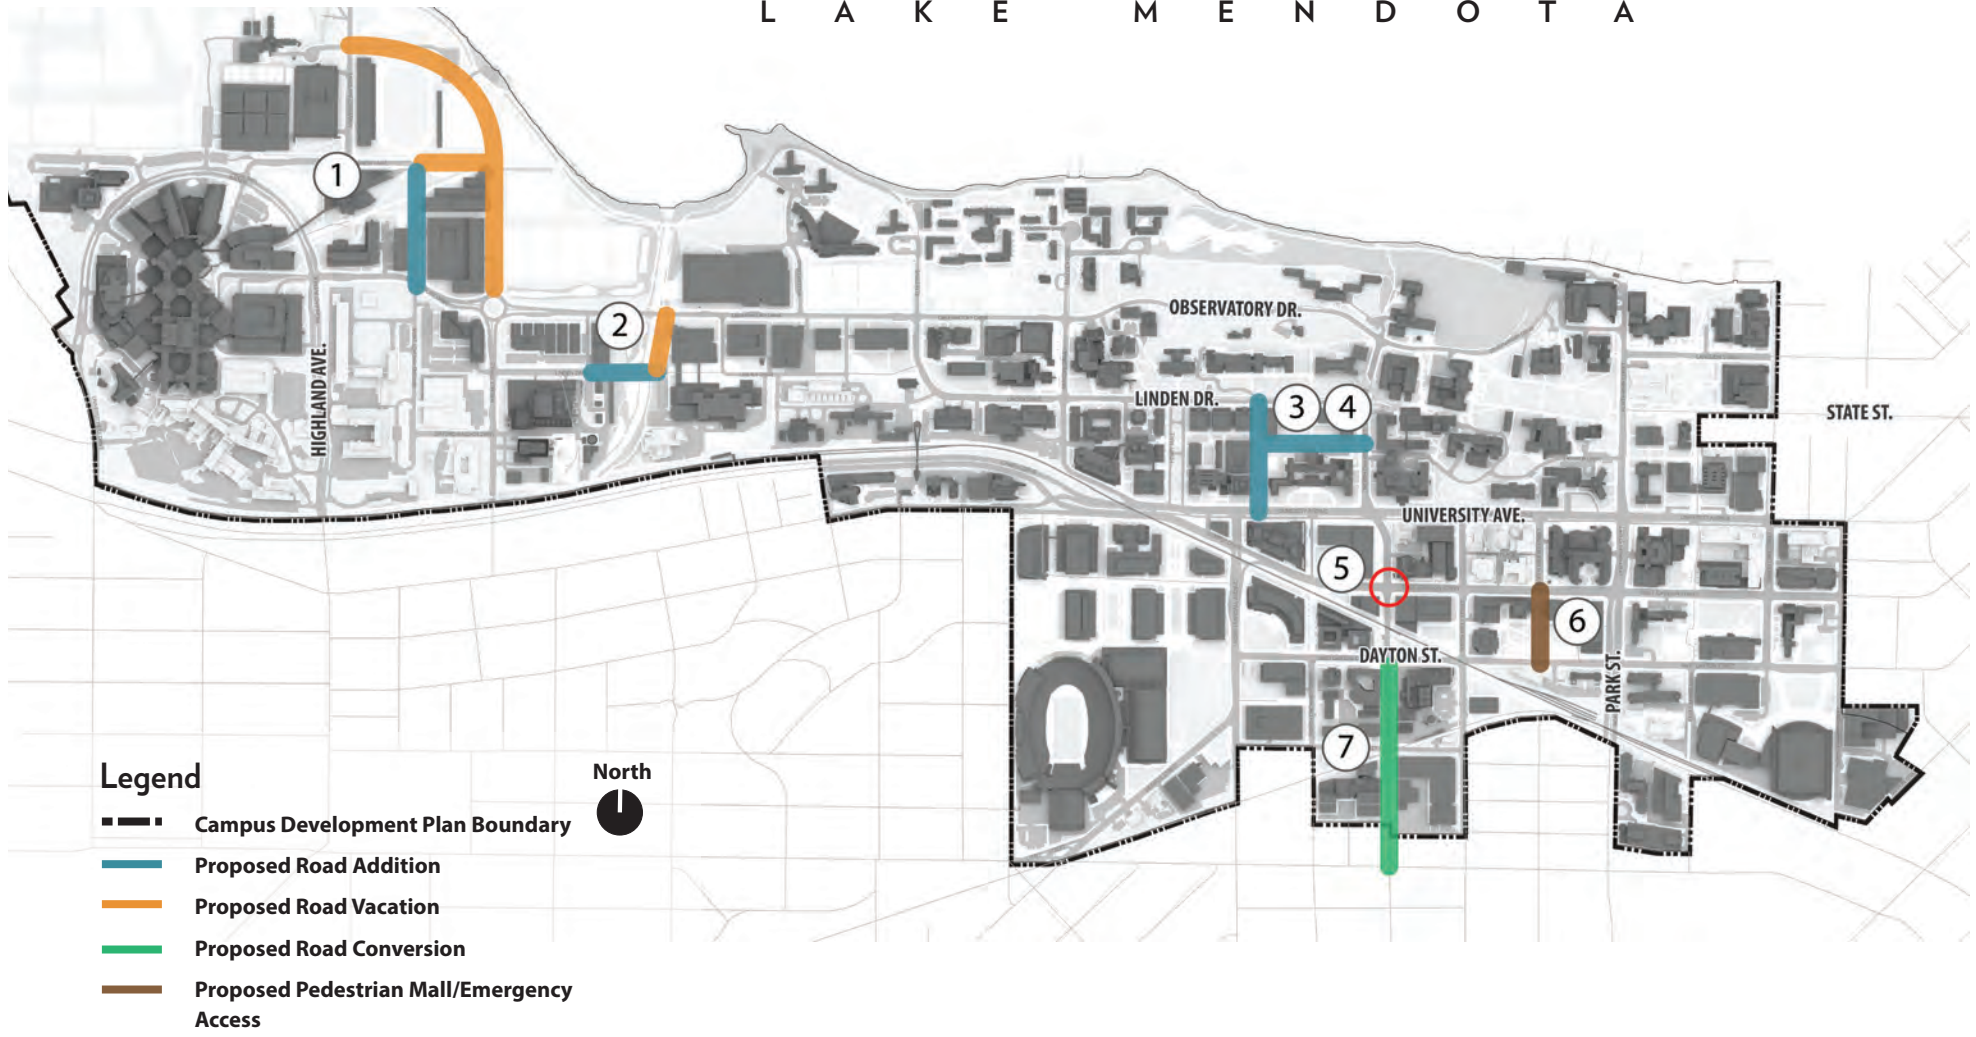 LAKE MENDOTA
1
2
OBSERVATORY DR.
HIGHLAND AVE.
LINDEN DR.
3 4
STATE ST.
UNIVERSITY AVE.
5
6
DAYTON ST.
PARK ST.
7
Legend
North
Campus Development Plan Boundary
Proposed Road Addition
Proposed Road Vacation
Proposed Road Conversion
Proposed Pedestrian Mall/Emergency
Access